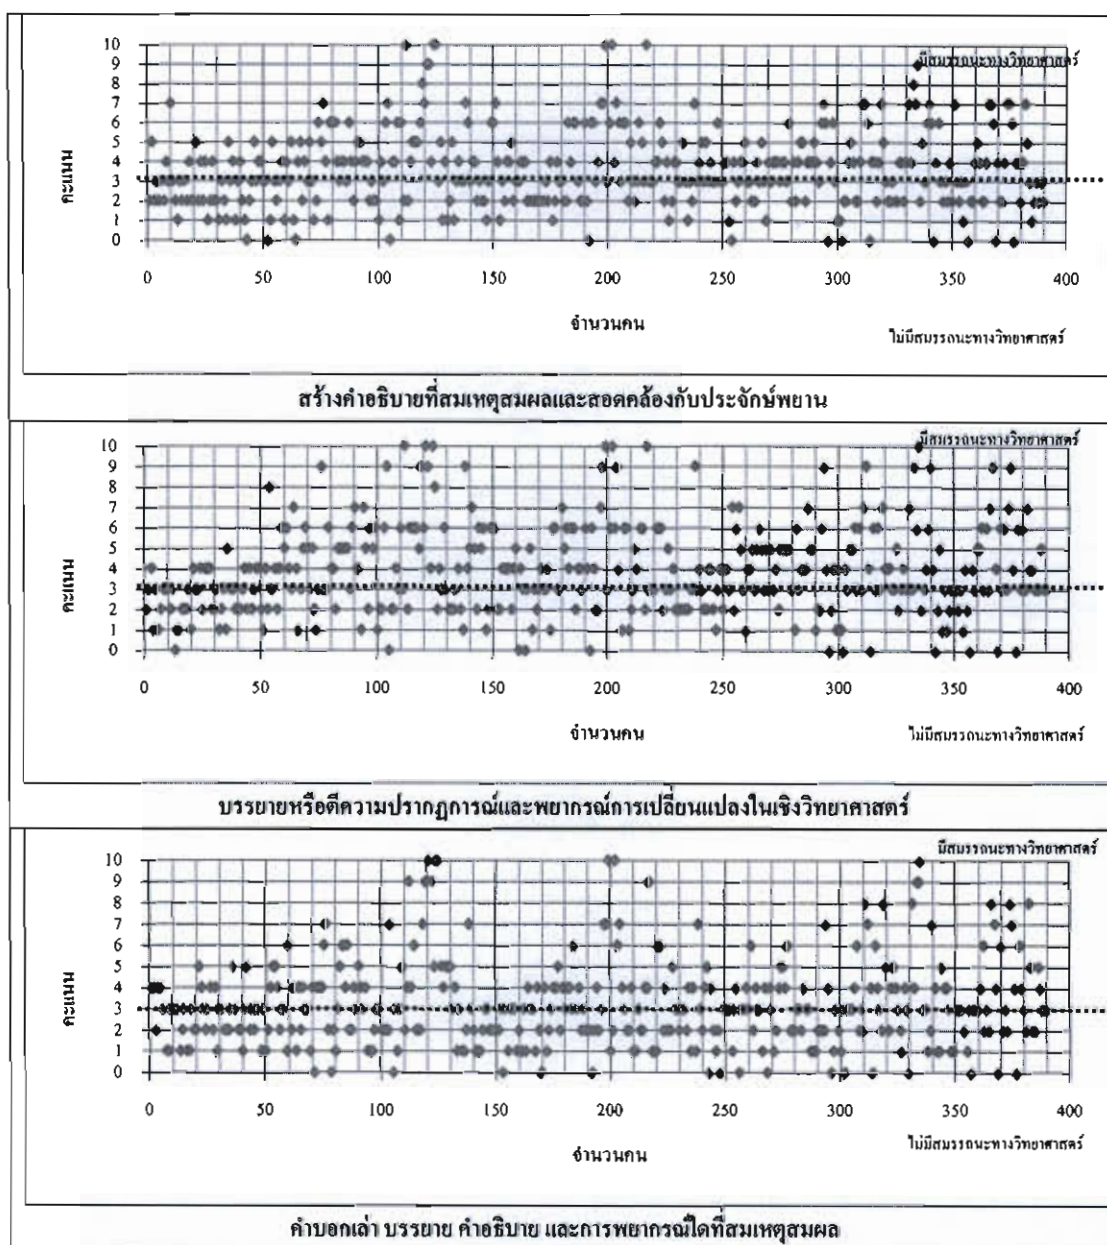 10
มีสมรรถนะทางวิทยาศาสตร์
9
8
7
6
5
4
3
2
1
0
คะแนน
0 50 100 150 200 250 300 350 400
จำนวนคน
ไม่มีสมรรถนะทางวิทยาศาสตร์
สร้างคำอธิบายที่สมเหตุสมผลและสอดคล้องกับประจักษ์พยาน
มีสมรรถนะทางวิทยาศาสตร์
10
9
8
7
6
5
4
3
2
1
0
คะแนน
0 50 100 150 200 250 300 350 400
จำนวนคน
ไม่มีสมรรถนะทางวิทยาศาสตร์
บรรยายหรือตีความปรากฏการณ์และพยากรณ์การเปลี่ยนแปลงในเชิงวิทยาศาสตร์
มีสมรรถนะทางวิทยาศาสตร์
10
9
8
7
6
5
4
3
2
1
0
คะแนน
0 50 100 150 200 250 300 350 400
จำนวนคน
ไม่มีสมรรถนะทางวิทยาศาสตร์
คำบอกเล่า บรรยาย คำอธิบาย และการพยากรณ์ใดที่สมเหตุสมผล